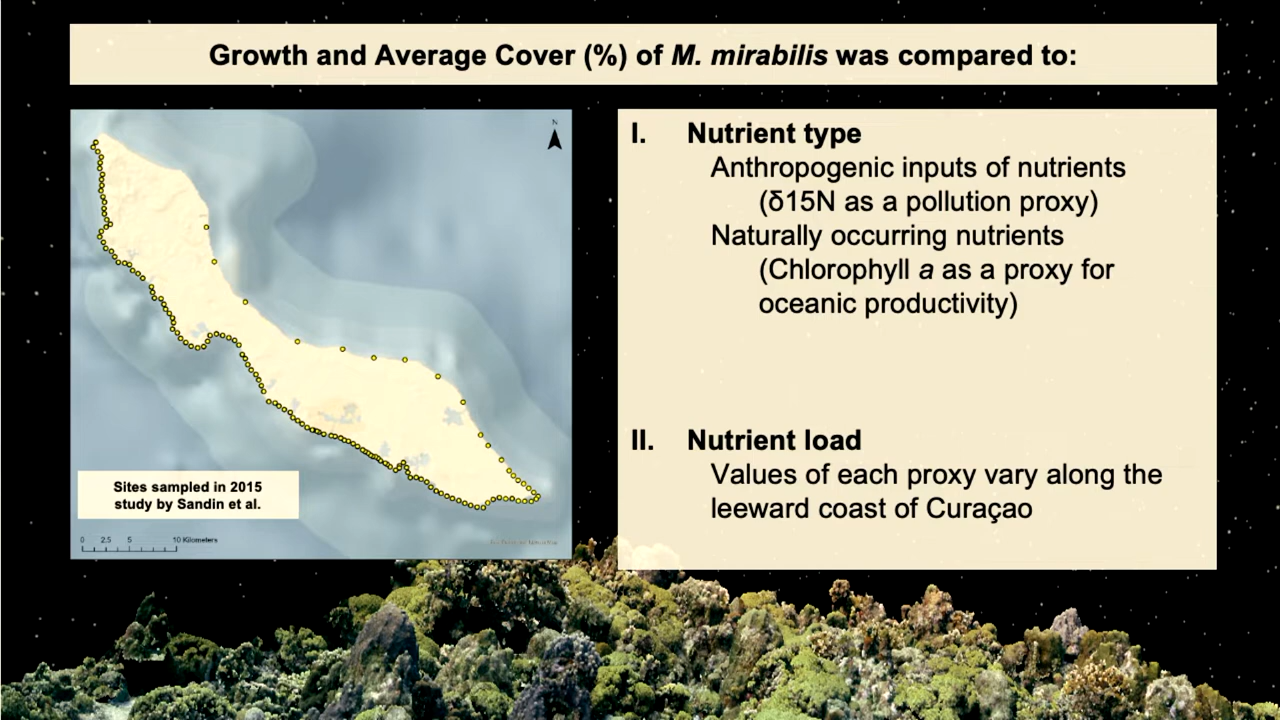 Growth and Average Cover (%) of M. mirabilis was compared to:
N
Sites sampled in 2015
study by Sandin et al.
0 2.5 5 10 Kilometers
I. Nutrient type
Anthropogenic inputs of nutrients
(δ15N as a pollution proxy)
Naturally occurring nutrients
(Chlorophyll a as a proxy for
oceanic productivity)
II. Nutrient load
Values of each proxy vary along the
leeward coast of Curaçao